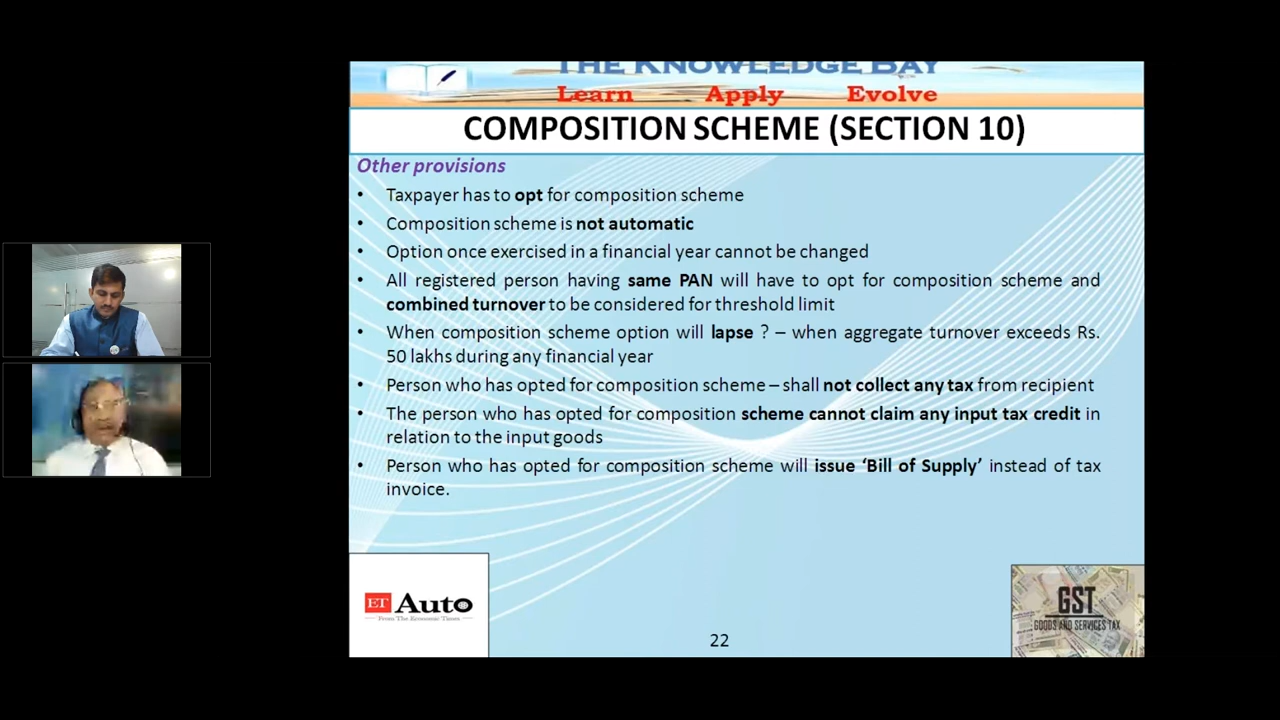 THE KNOWLEDGE BAY
Learn Apply Evolve
COMPOSITION SCHEME (SECTION 10)
Other provisions
• Taxpayer has to opt for composition scheme
• Composition scheme is not automatic
• Option once exercised in a financial year cannot be changed
• All registered person having same PAN will have to opt for composition scheme and
combined turnover to be considered for threshold limit
• When composition scheme option will lapse ? – when aggregate turnover exceeds Rs.
50 lakhs during any financial year
• Person who has opted for composition scheme – shall not collect any tax from recipient
• The person who has opted for composition scheme cannot claim any input tax credit in
relation to the input goods
• Person who has opted for composition scheme will issue ‘Bill of Supply’ instead of tax
invoice.
ET Auto
From The Economic Times
22
GST
GOODS AND SERVICES TAX